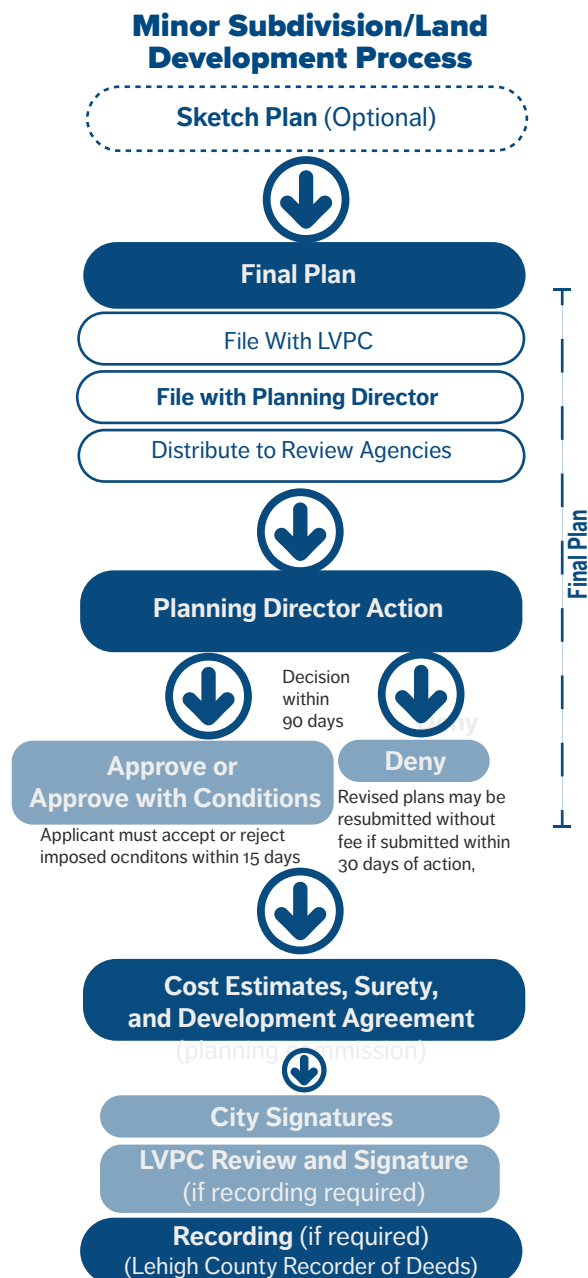 Minor Subdivision/Land
Development Process
Sketch Plan (Optional)
Final Plan
File With LVPC
File with Planning Director
Distribute to Review Agencies
Final Plan
Planning Director Action
Decision
within
90 days
Deny
Approve or
Approve with Conditions
Applicant must accept or reject
imposed ocnditons within 15 days
Deny
Revised plans may be
resubmitted without
fee if submitted within
30 days of action,
Cost Estimates, Surety,
and Development Agreement
(planning commission)
City Signatures
LVPC Review and Signature
(if recording required)
Recording (if required)
(Lehigh County Recorder of Deeds)